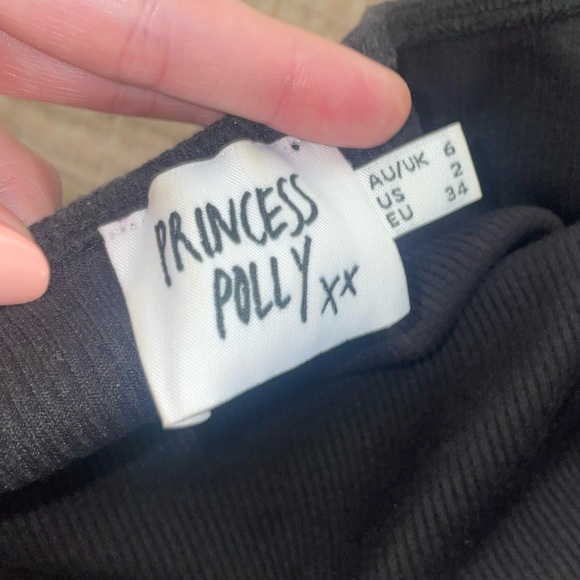 PRINCESS
POLLY xx
AU/UK 6
US 2
EU 34